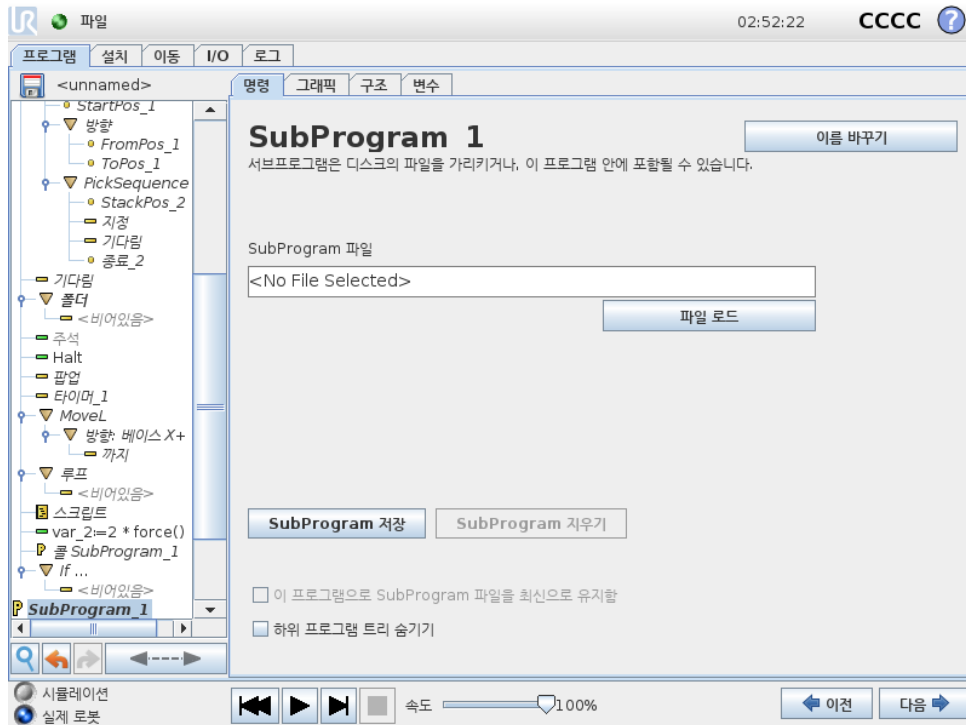 UR 파일 02:52:22 CCCC ?
프로그램 설치 이동 I/O 로그
<unnamed>
명령 그래픽 구조 변수
StartPos_1
방향
FromPos_1
ToPos_1
PickSequence
StackPos_2
지정
기다림
종료_2
기다림
폴더
<비어있음>
주석
Halt
팝업
타이머_1
MoveL
방향: 베이스 X+
까지
루프
<비어있음>
스크립트
var_2:=2 * force()
콜 SubProgram_1
If ...
<비어있음>
SubProgram_1
SubProgram 1
이름 바꾸기
서브프로그램은 디스크의 파일을 가리키거나, 이 프로그램 안에 포함될 수 있습니다.
SubProgram 파일
<No File Selected>
파일 로드
SubProgram 저장 SubProgram 지우기
이 프로그램으로 SubProgram 파일을 최신으로 유지함
하위 프로그램 트리 숨기기
시뮬레이션
실제 로봇
속도 100%
이전 다음